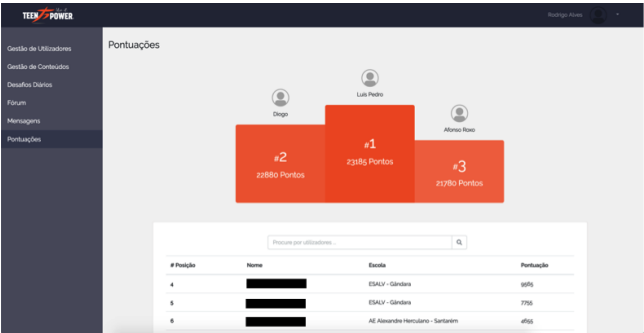 TEEN POWER
Rodrigo Alves
Gestão de Utilizadores
Gestão de Conteúdos
Desafios Diários
Fórum
Mensagens
Pontuações
Pontuações
Luís Pedro
Diogo
Afonso Roxo
#1
23185 Pontos
#2
22880 Pontos
#3
21780 Pontos
Procure por utilizadores ...
# Posição Nome Escola Pontuação
4 ESALV - Gândara 9565
5 ESALV - Gândara 7755
6 AE Alexandre Herculano - Santarém 4655